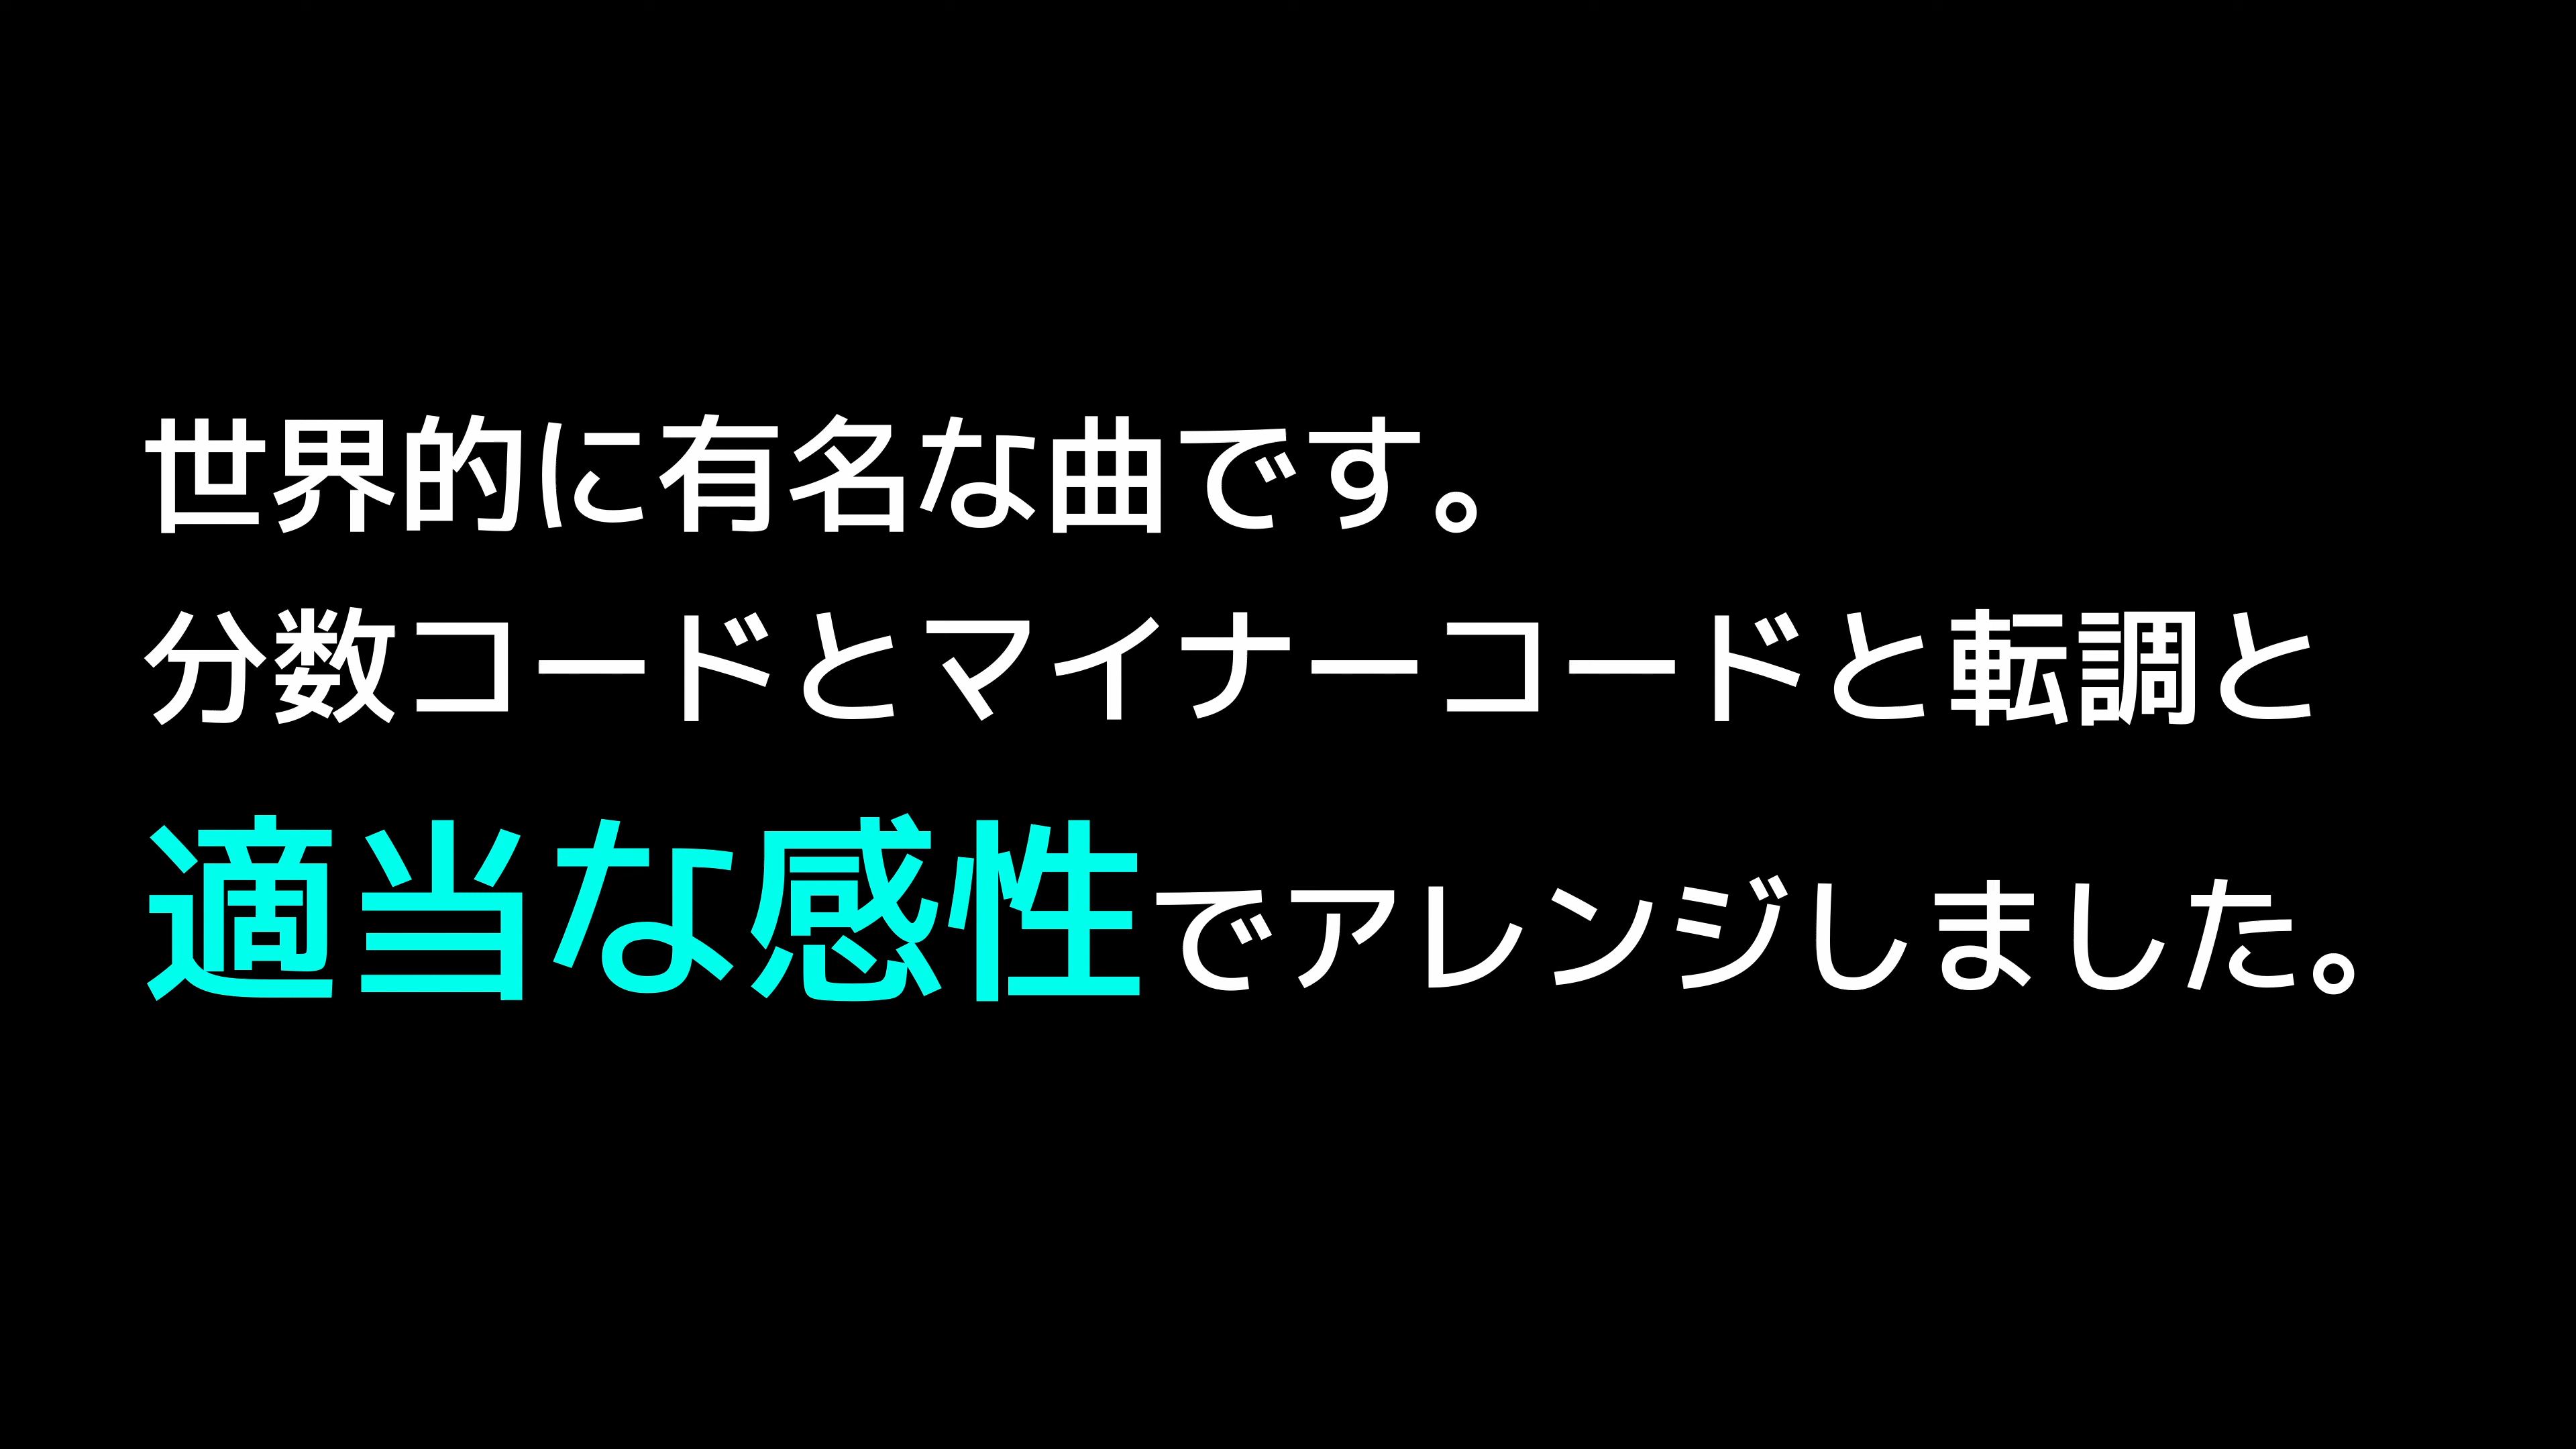 世界的に有名な曲です。
分数コードとマイナーコードと転調と
適当な感性でアレンジしました。